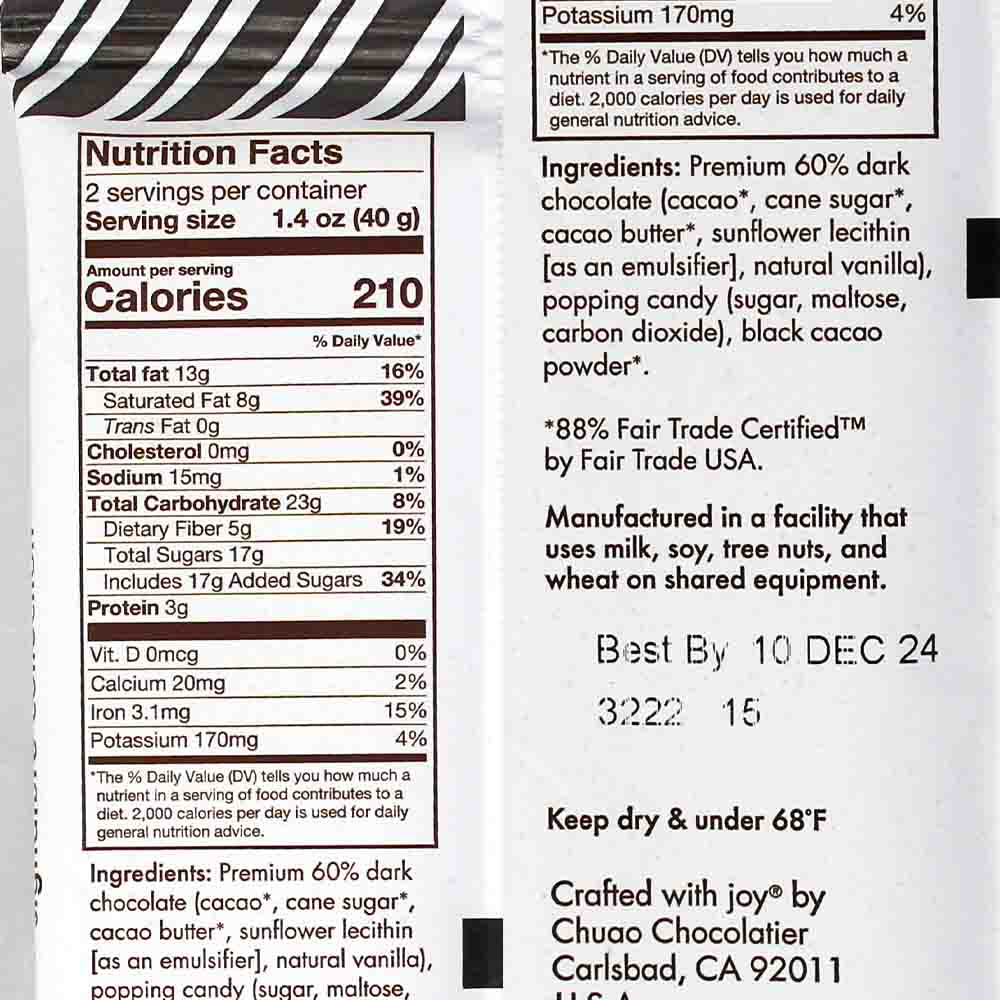 Nutrition Facts
2 servings per container
Serving size 1.4 oz (40 g)
Amount per serving
Calories 210
% Daily Value*
Total fat 13g 16%
Saturated Fat 8g 39%
Trans Fat 0g
Cholesterol 0mg 0%
Sodium 15mg 1%
Total Carbohydrate 23g 8%
Dietary Fiber 5g 19%
Total Sugars 17g
Includes 17g Added Sugars 34%
Protein 3g
Vit. D 0mcg 0%
Calcium 20mg 2%
Iron 3.1mg 15%
Potassium 170mg 4%
*The % Daily Value (DV) tells you how much a
nutrient in a serving of food contributes to a
diet. 2,000 calories per day is used for daily
general nutrition advice.
Ingredients: Premium 60% dark
chocolate (cacao*, cane sugar*,
cacao butter*, sunflower lecithin
[as an emulsifier], natural vanilla),
popping candy (sugar, maltose,
Potassium 170mg 4%
*The % Daily Value (DV) tells you how much a
nutrient in a serving of food contributes to a
diet. 2,000 calories per day is used for daily
general nutrition advice.
Ingredients: Premium 60% dark
chocolate (cacao*, cane sugar*,
cacao butter*, sunflower lecithin
[as an emulsifier], natural vanilla),
popping candy (sugar, maltose,
carbon dioxide), black cacao
powder*.
*88% Fair Trade Certified™
by Fair Trade USA.
Manufactured in a facility that
uses milk, soy, tree nuts, and
wheat on shared equipment.
Best By 10 DEC 24
3222 15
Keep dry & under 68°F
Crafted with joy® by
Chuao Chocolatier
Carlsbad, CA 92011